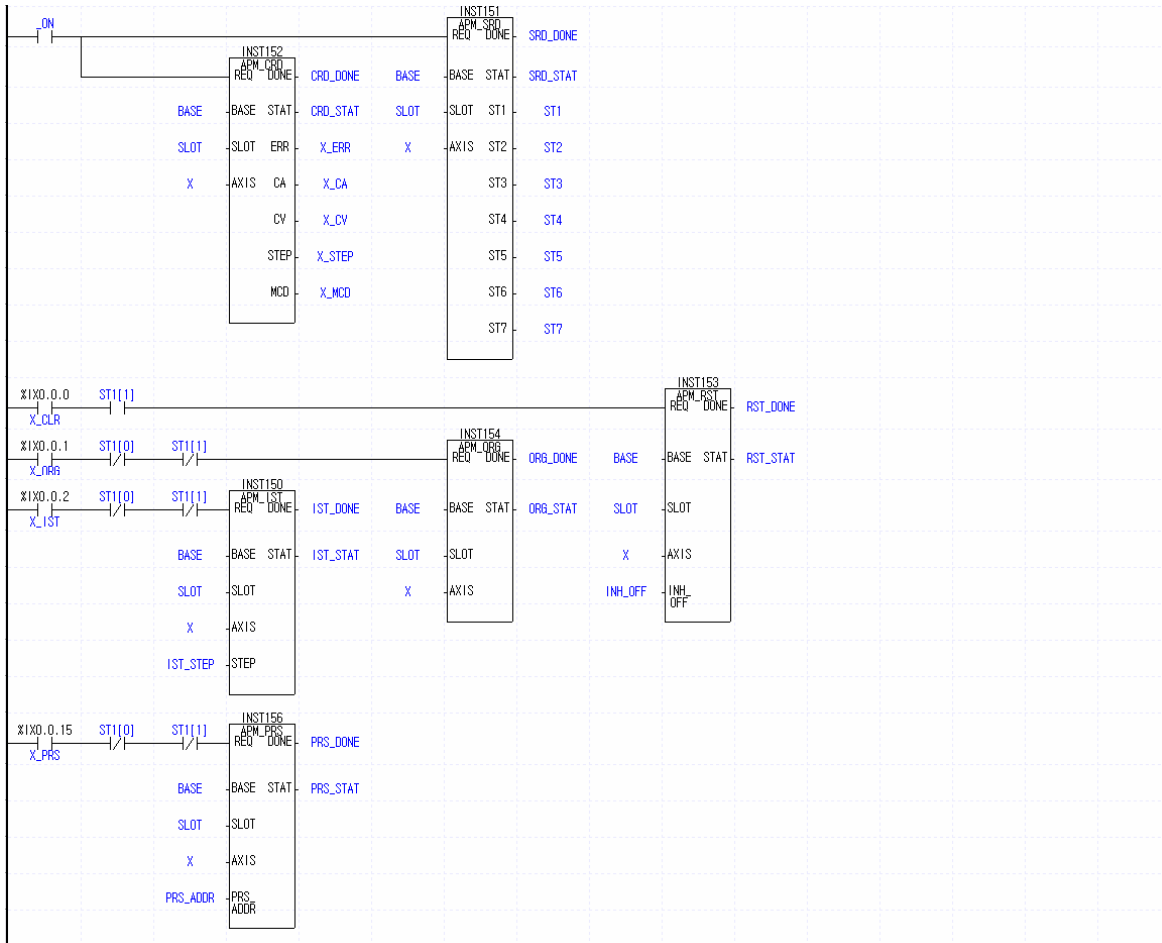 INST151
_ON APM_SRD
REQ DONE SRD_DONE
INST152
APM_CRD
REQ DONE CRD_DONE BASE BASE STAT SRD_STAT
BASE BASE STAT CRD_STAT SLOT SLOT ST1 ST1
SLOT SLOT ERR X_ERR X AXIS ST2 ST2
X AXIS CA X_CA ST3 ST3
CV X_CV ST4 ST4
STEP X_STEP ST5 ST5
MCD X_MCD ST6 ST6
ST7 ST7
INST153
%IX0.0.0 ST1[1] APM_RST
REQ DONE RST_DONE
X_CLR
INST154
%IX0.0.1 ST1[0] ST1[1] APM_ORG
REQ DONE ORG_DONE BASE BASE STAT RST_STAT
X_ORG
INST150
%IX0.0.2 ST1[0] ST1[1] APM_IST
REQ DONE IST_DONE BASE BASE STAT ORG_STAT SLOT SLOT
X_IST
BASE BASE STAT IST_STAT SLOT SLOT X AXIS
SLOT SLOT X AXIS INH_OFF INH_
OFF
X AXIS
IST_STEP STEP
INST156
%IX0.0.15 ST1[0] ST1[1] APM_PRS
REQ DONE PRS_DONE
X_PRS
BASE BASE STAT PRS_STAT
SLOT SLOT
X AXIS
PRS_ADDR PRS_
ADDR